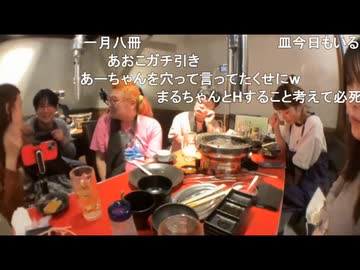 一月八冊
皿今日もいる
あおこガチ引き
あーちゃんを穴って言ってたくせにw
まるちゃんとHすること考えて必死